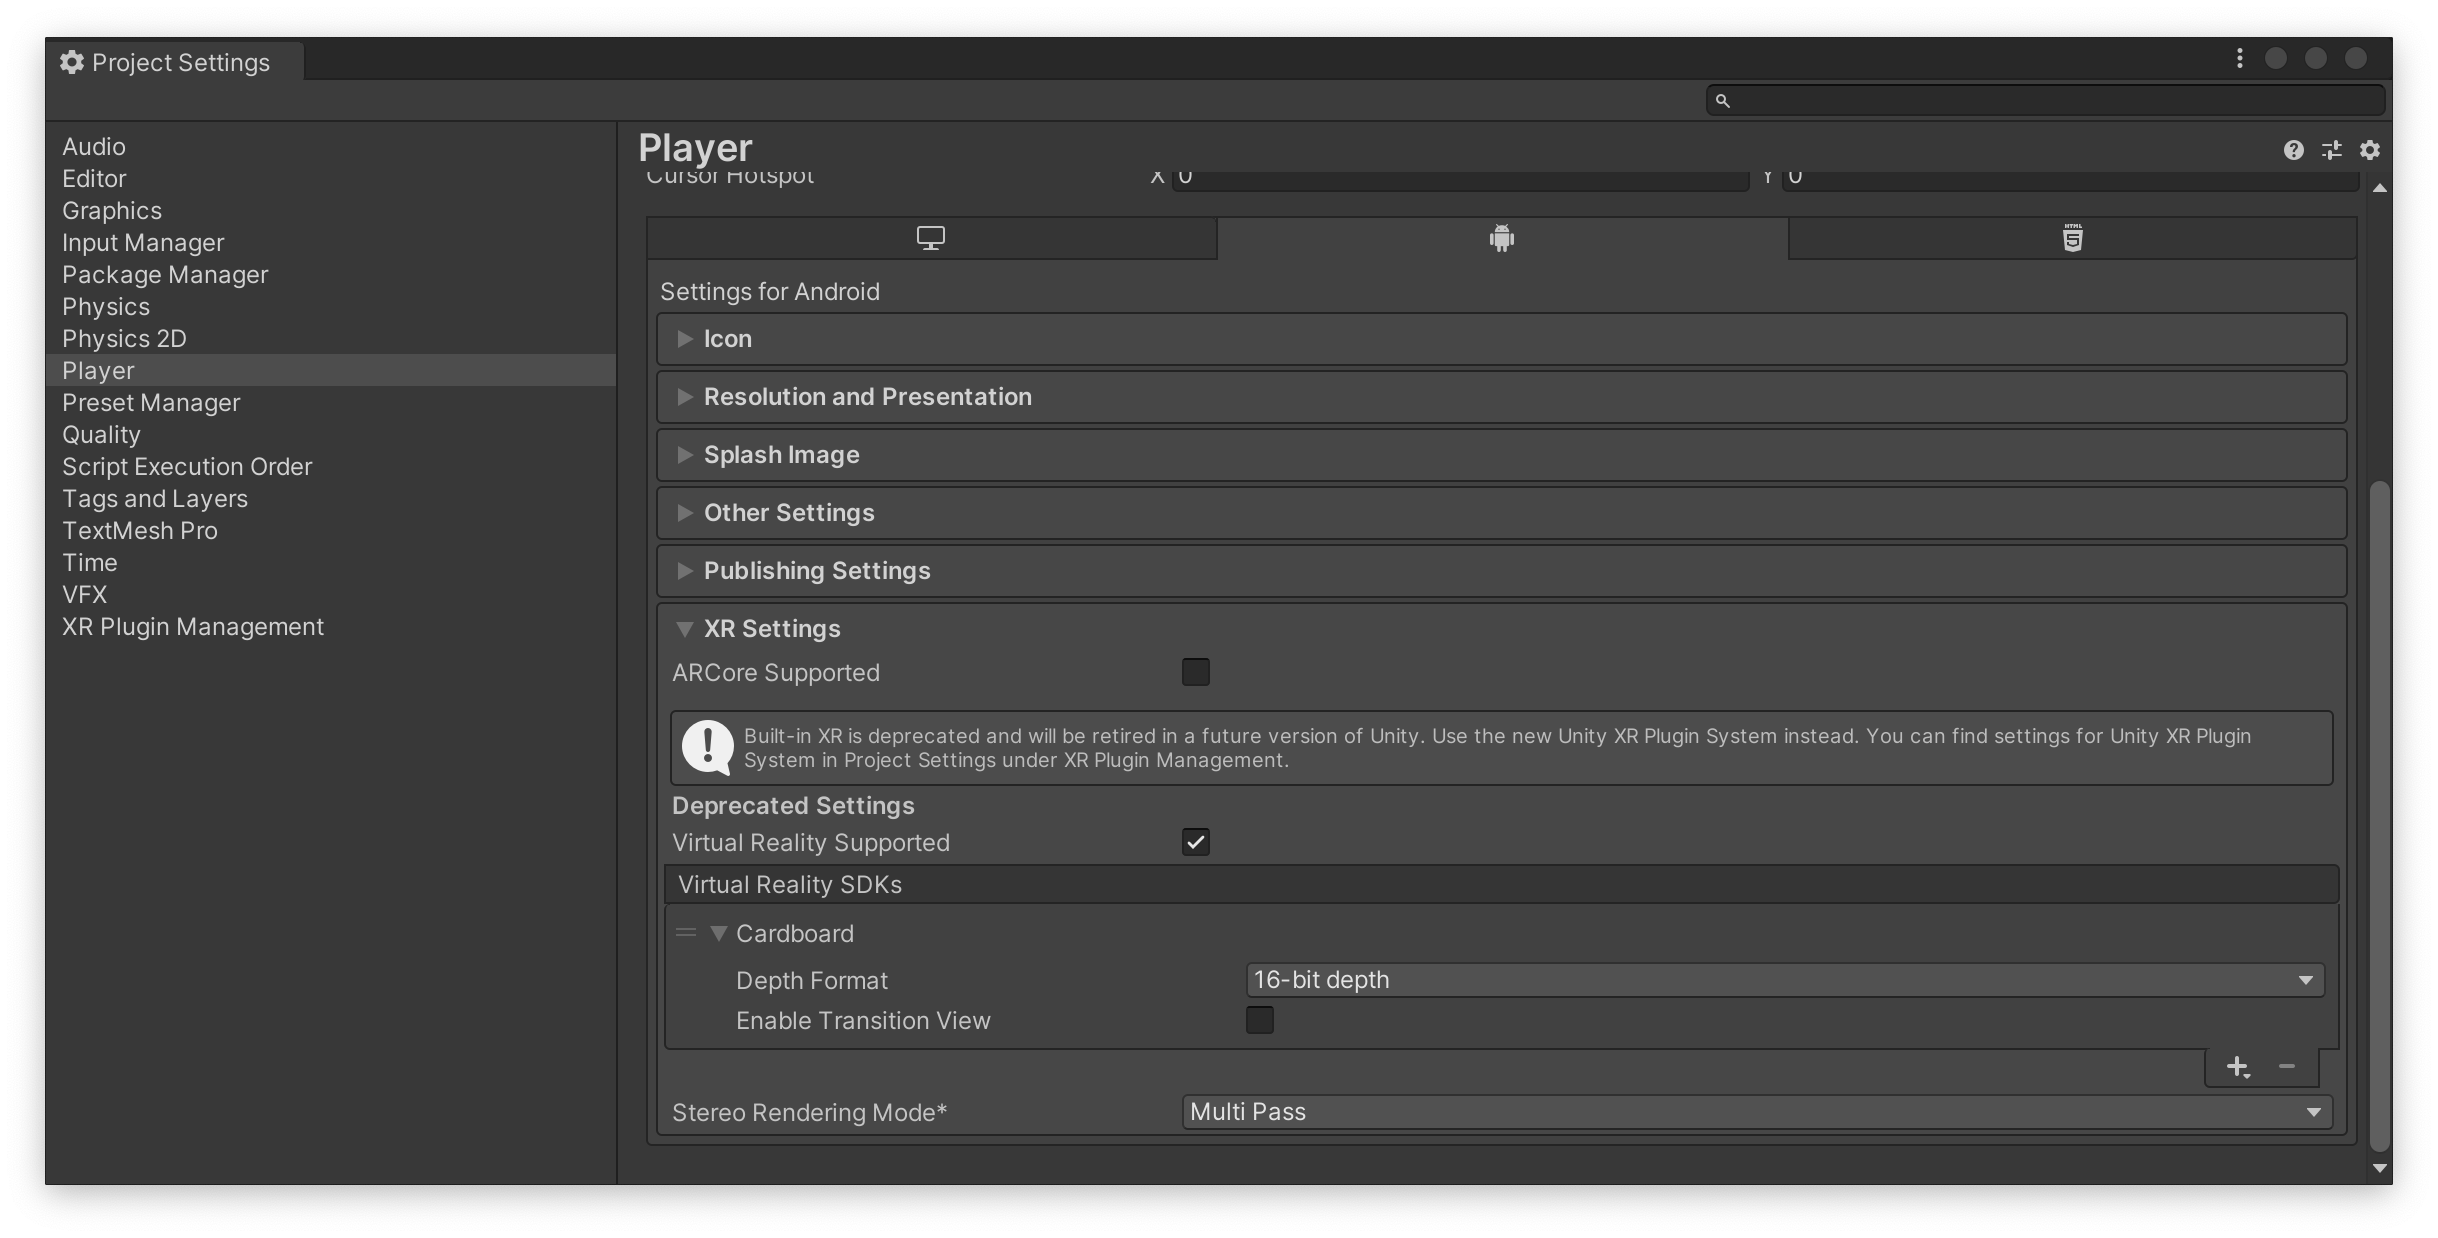 Project Settings
Audio
Editor
Graphics
Input Manager
Package Manager
Physics
Physics 2D
Player
Preset Manager
Quality
Script Execution Order
Tags and Layers
TextMesh Pro
Time
VFX
XR Plugin Management
Player
Cursor Hotspot X 0 Y 0
HTML 5
Settings for Android
Icon
Resolution and Presentation
Splash Image
Other Settings
Publishing Settings
XR Settings
ARCore Supported
Built-in XR is deprecated and will be retired in a future version of Unity. Use the new Unity XR Plugin System instead. You can find settings for Unity XR Plugin
System in Project Settings under XR Plugin Management.
Deprecated Settings
Virtual Reality Supported
Virtual Reality SDKs
Cardboard
Depth Format 16-bit depth
Enable Transition View
Stereo Rendering Mode* Multi Pass